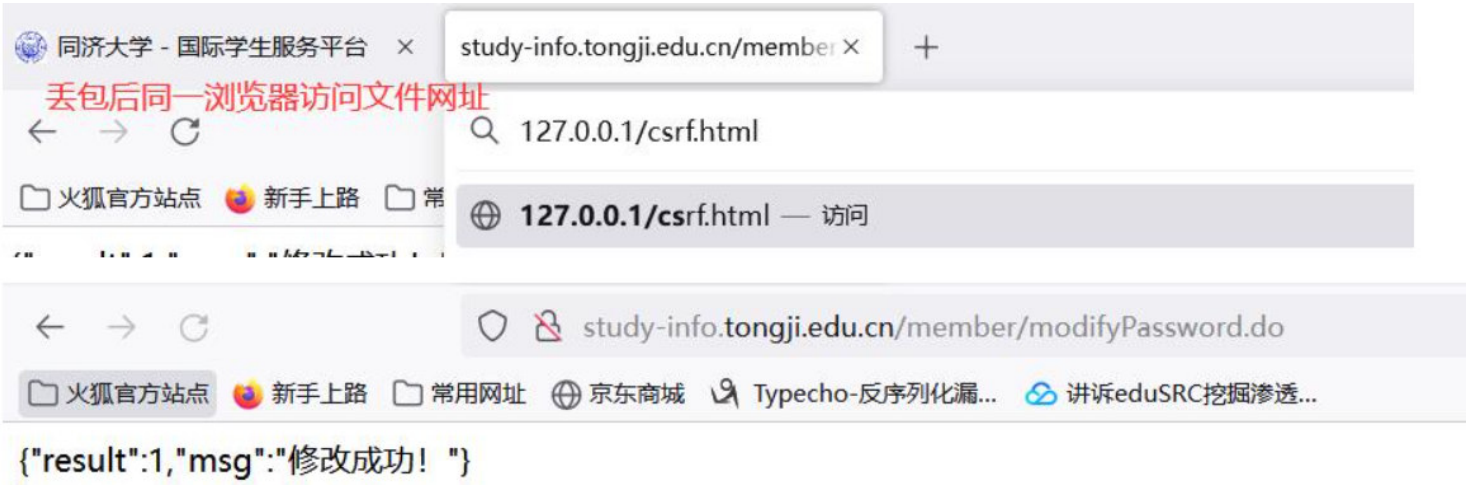 同济大学 - 国际学生服务平台 ×
study-info.tongji.edu.cn/member ×
+
丢包后同一浏览器访问文件网址
127.0.0.1/csrf.html
火狐官方站点 新手上路 常
127.0.0.1/csrf.html — 访问
study-info.tongji.edu.cn/member/modifyPassword.do
火狐官方站点 新手上路 常用网址 京东商城 Typecho-反序列化漏... 讲诉eduSRC挖掘渗透...
{"result":1,"msg":"修改成功！"}